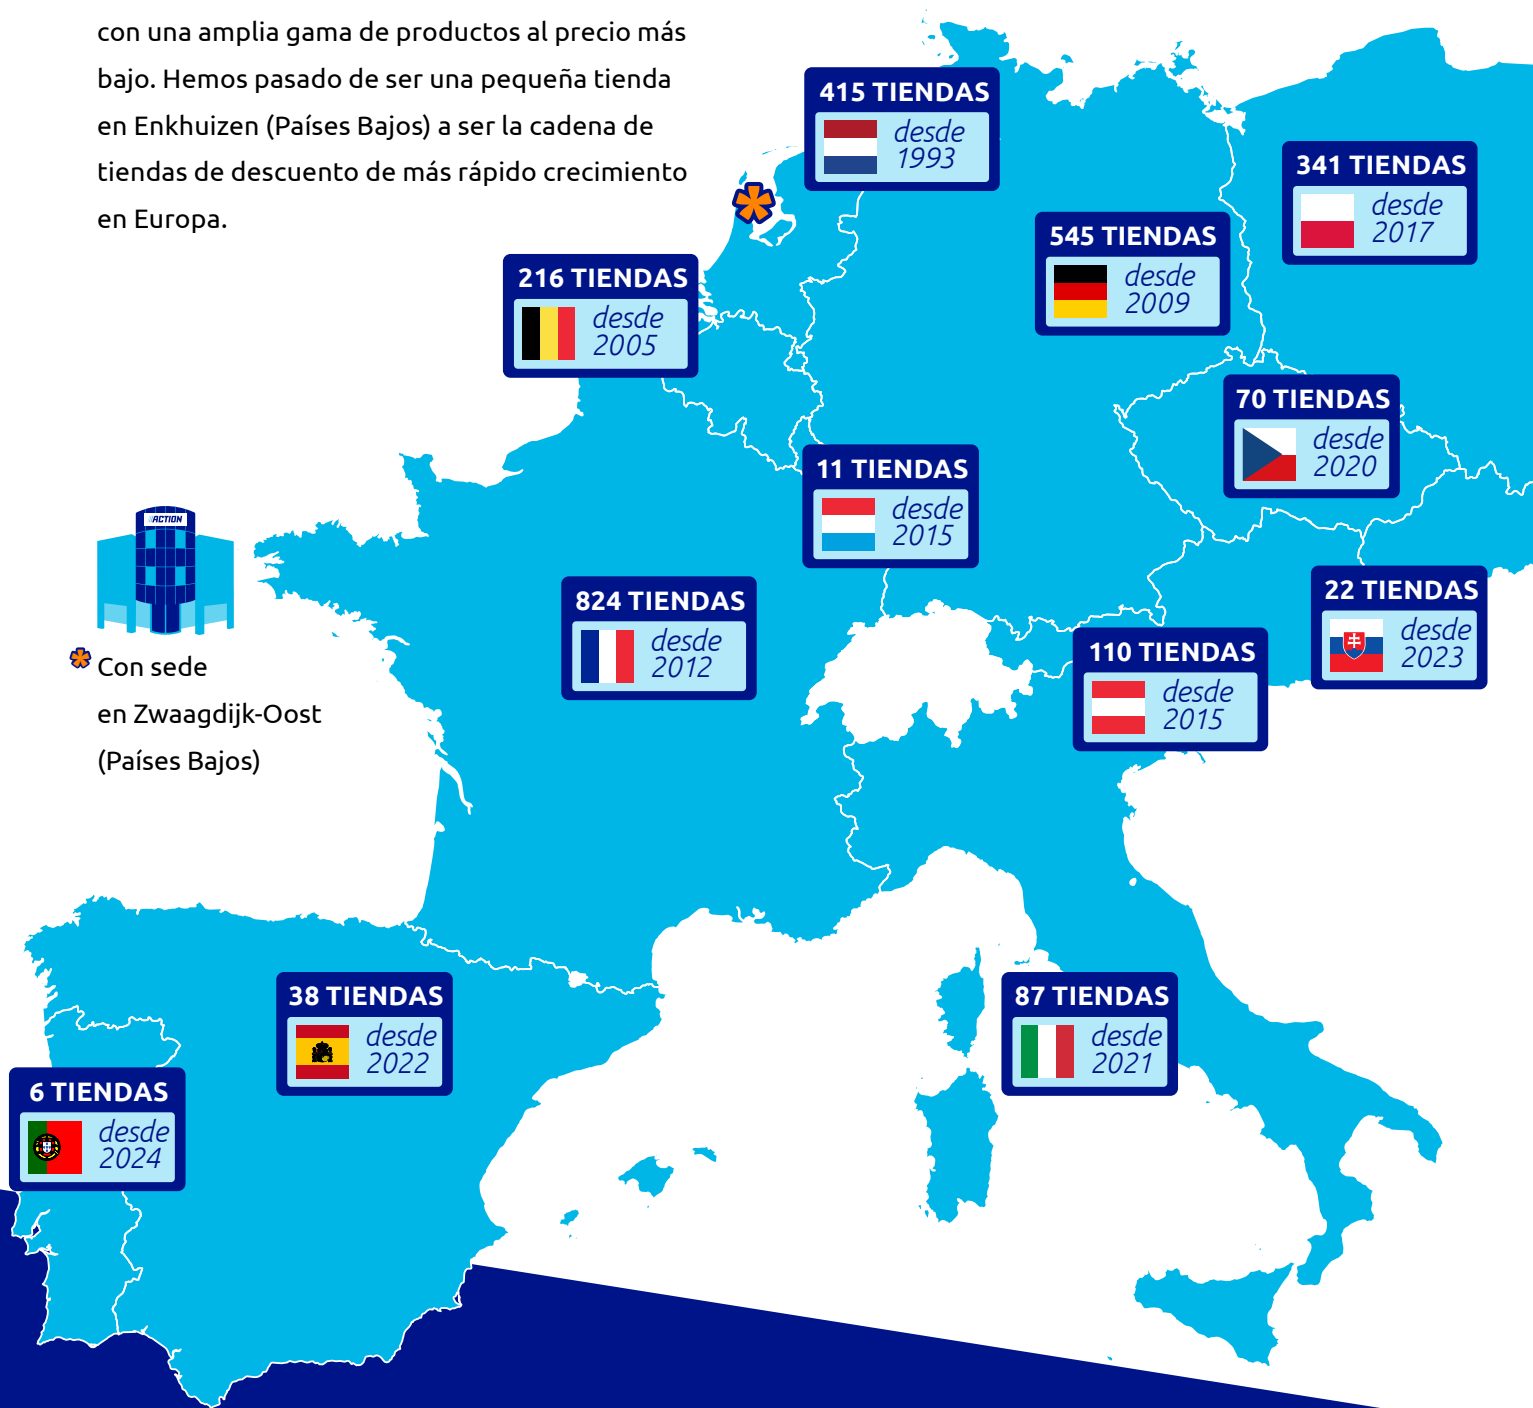 con una amplia gama de productos al precio más
bajo. Hemos pasado de ser una pequeña tienda
en Enkhuizen (Países Bajos) a ser la cadena de
tiendas de descuento de más rápido crecimiento
en Europa.
415 TIENDAS
desde
1993
341 TIENDAS
desde
2017
545 TIENDAS
desde
2009
216 TIENDAS
desde
2005
70 TIENDAS
desde
2020
11 TIENDAS
desde
2015
ACTION
Con sede
en Zwaagdijk-Oost
(Países Bajos)
824 TIENDAS
desde
2012
22 TIENDAS
desde
2023
110 TIENDAS
desde
2015
38 TIENDAS
desde
2022
87 TIENDAS
desde
2021
6 TIENDAS
desde
2024